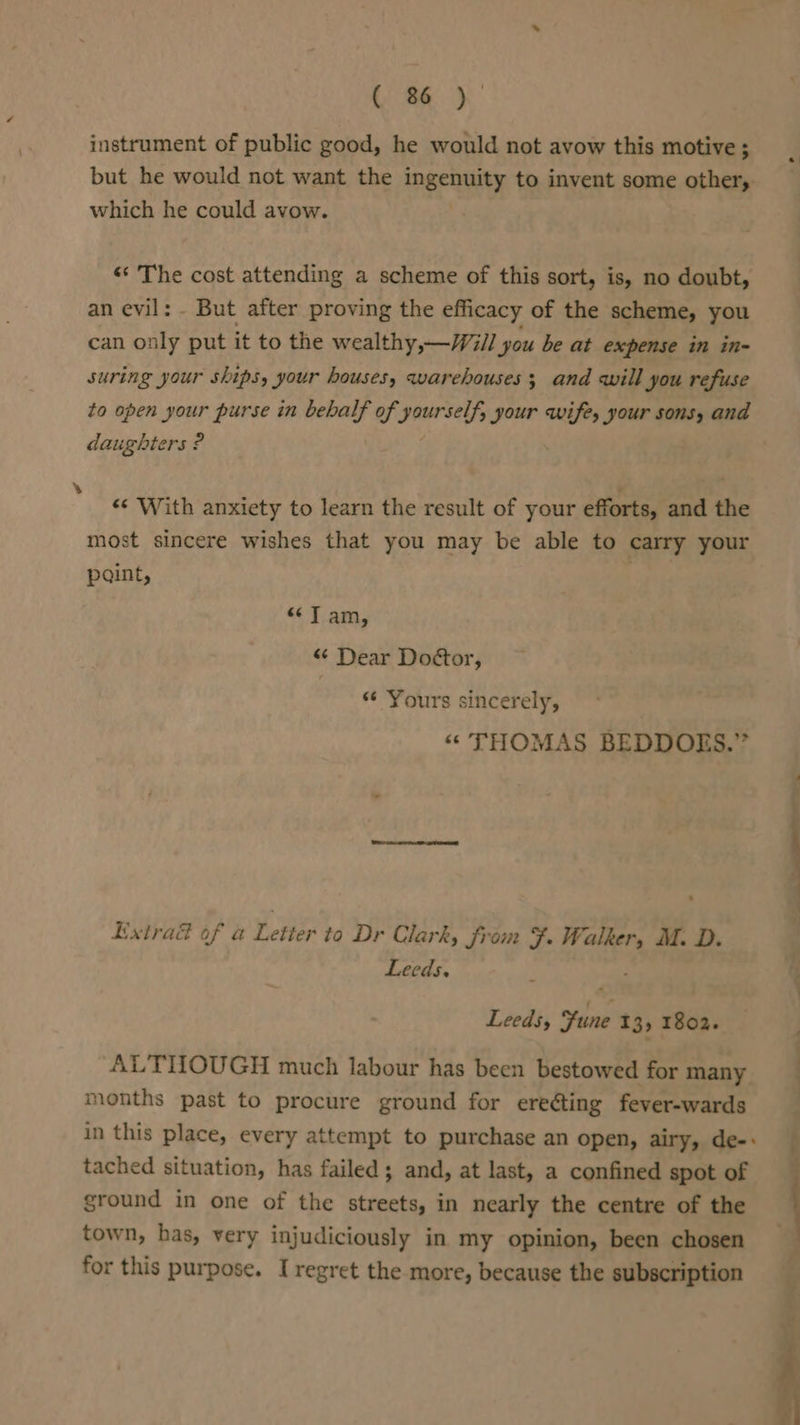 ( 86 )
instrument of public good, he would not avow this motive;
but he would not want the ingenuity to invent some other,
which he could avow.
“ The cost attending a scheme of this sort, is, no doubt,
an evil: But after proving the efficacy of the scheme, you
can only put it to the wealthy,—Will you be at expense in in-
suring your ships, your houses, warehouses; and will you refuse
to open your purse in behalf of yourself, your wife, your sons, and
daughters ?
“ With anxiety to learn the result of your efforts, and the
most sincere wishes that you may be able to carry your
point,
“ I am,
“ Dear Doctor,
“ Yours sincerely,
“ THOMAS BEDDOES.”
Extract of a Letter to Dr Clark, from J. Walker, M. D.
Leeds.
Leeds, June 13, 1802.
ALTHOUGH much labour has been bestowed for many
months past to procure ground for erecting fever-wards
in this place, every attempt to purchase an open, airy, de-
tached situation, has failed; and, at last, a confined spot of
ground in one of the streets, in nearly the centre of the
town, has, very injudiciously in my opinion, been chosen
for this purpose. I regret the more, because the subscription